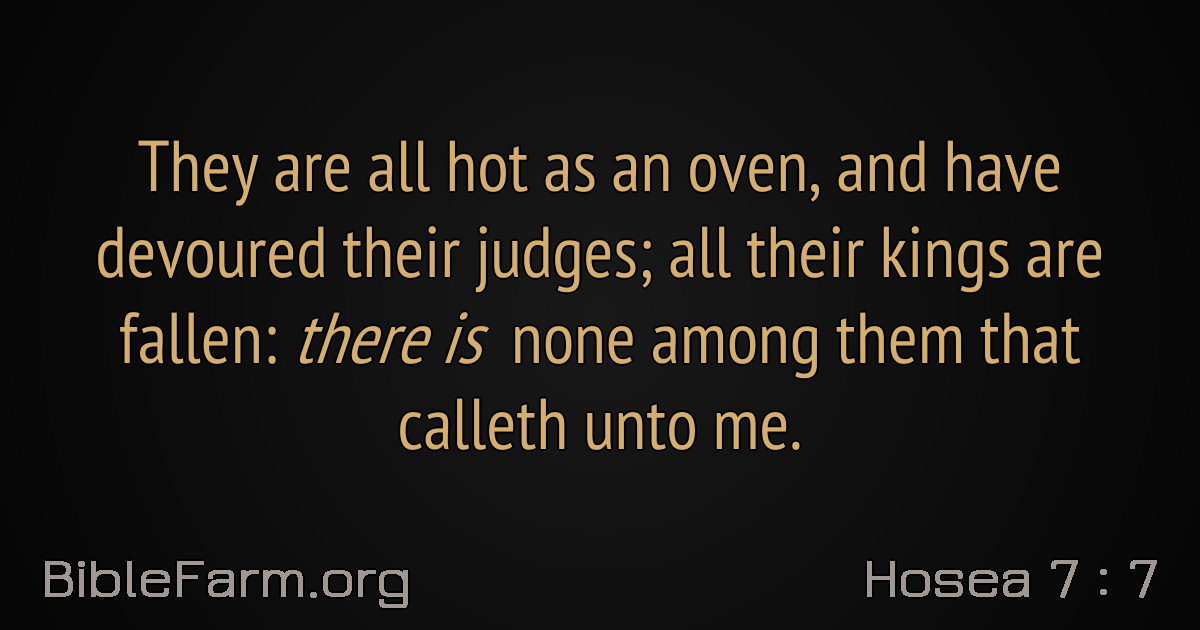 They are all hot as an oven, and have
devoured their judges; all their kings are
fallen: there is none among them that
calleth unto me.
BibleFarm.org
Hosea 7 : 7